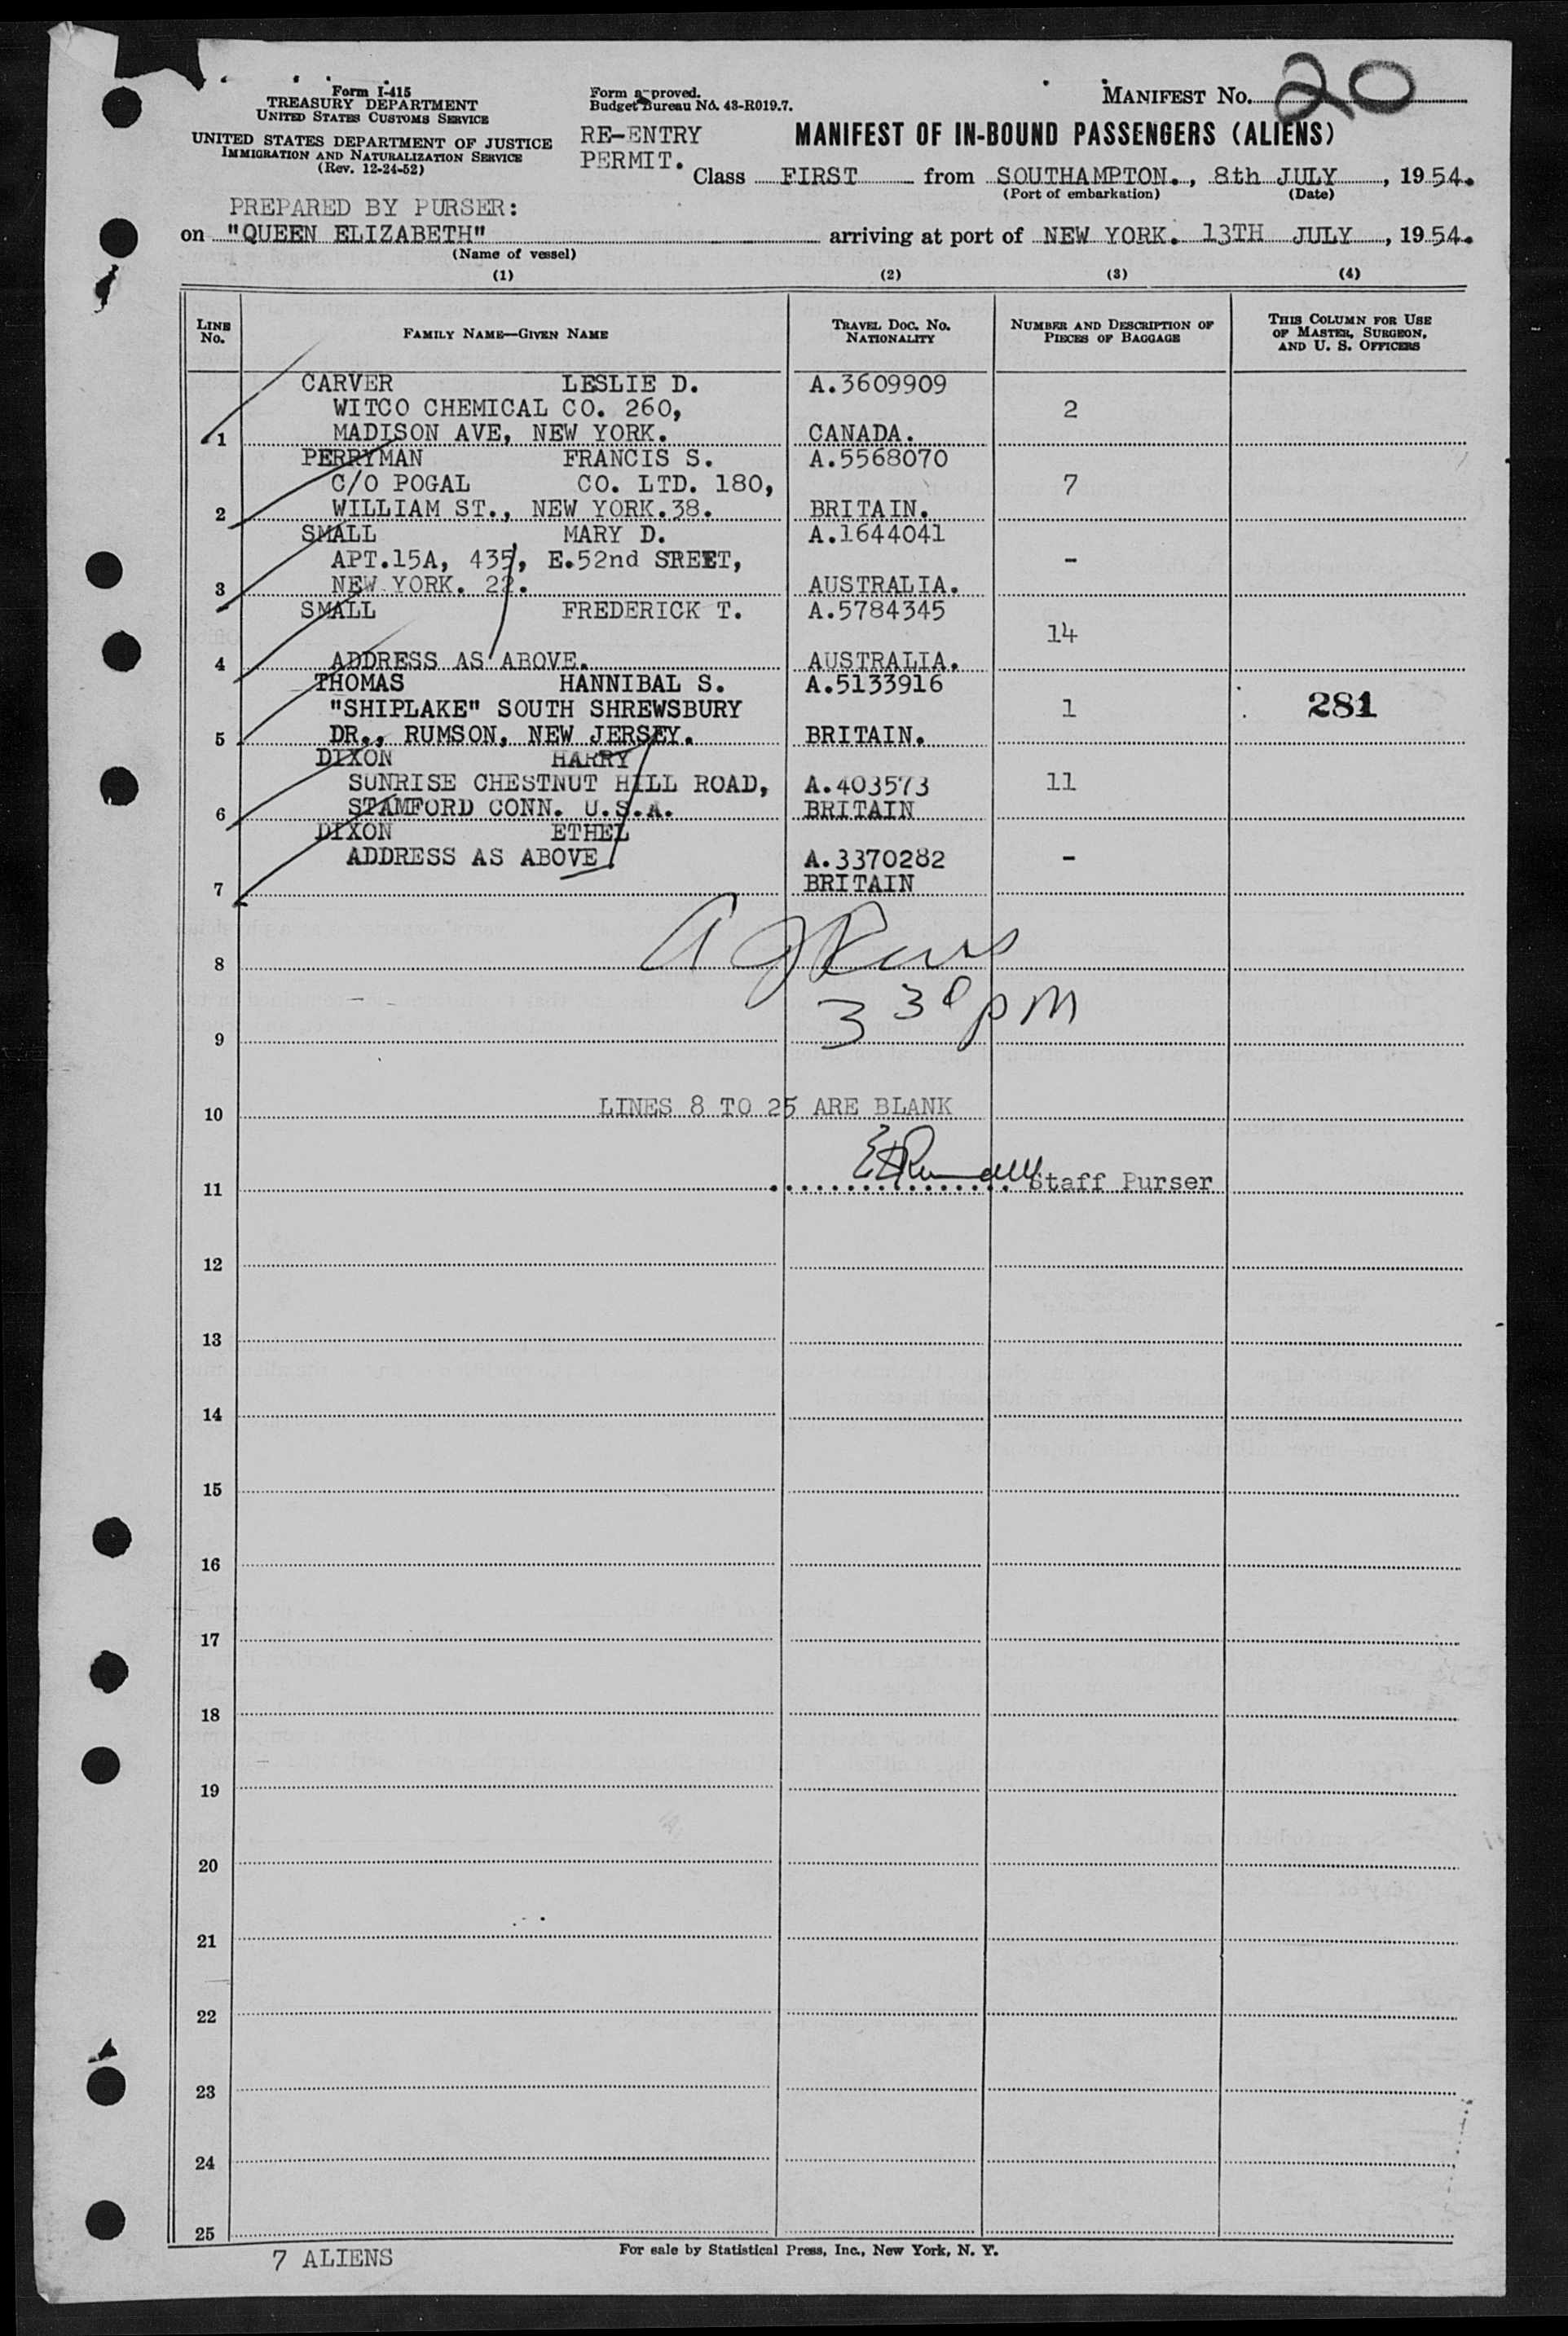 Form I-415
TREASURY DEPARTMENT
UNITED STATES CUSTOMS SERVICE
UNITED STATES DEPARTMENT OF JUSTICE
IMMIGRATION AND NATURALIZATION SERVICE
(Rev. 12-24-52)
Form approved.
Budget Bureau No. 43-R019.7.
RE-ENTRY
PERMIT.
MANIFEST NO. 20
MANIFEST OF IN-BOUND PASSENGERS (ALIENS)
Class FIRST from SOUTHAMPTON., 8th JULY, 1954.
(Port of embarkation) (Date)
PREPARED BY PURSER:
on "QUEEN ELIZABETH" arriving at port of NEW YORK. 13TH JULY, 1954.
(Name of vessel)
(1) (2) (3) (4)
LINE No. FAMILY NAME—GIVEN NAME TRAVEL DOC. NO. NATIONALITY NUMBER AND DESCRIPTION OF PIECES OF BAGGAGE THIS COLUMN FOR USE OF MASTER, SURGEON, AND U. S. OFFICERS
CARVER LESLIE D. A.3609909
WITCO CHEMICAL CO. 260, 2
1 MADISON AVE, NEW YORK. CANADA.
PERRYMAN FRANCIS S. A.5568070
C/O POGAL CO. LTD. 180, 7
2 WILLIAM ST., NEW YORK.38. BRITAIN.
SMALL MARY D. A.1644041
APT.15A, 435, E.52nd SREET, -
3 NEW YORK. 22. AUSTRALIA.
SMALL FREDERICK T. A.5784345
14
4 ADDRESS AS ABOVE. AUSTRALIA.
THOMAS HANNIBAL S. A.5133916
"SHIPLAKE" SOUTH SHREWSBURY 1 281
5 DR., RUMSON, NEW JERSEY. BRITAIN.
DIXON HARRY
SUNRISE CHESTNUT HILL ROAD, A.403573 11
6 STAMFORD CONN. U.S.A. BRITAIN
DIXON ETHEL
ADDRESS AS ABOVE. A.3370282 -
7 BRITAIN
8
3 30 PM
9
10 LINES 8 TO 25 ARE BLANK
11 Staff Purser
12
13
14
15
16
17
18
19
20
21
22
23
24
25
7 ALIENS
For sale by Statistical Press, Inc., New York, N. Y.